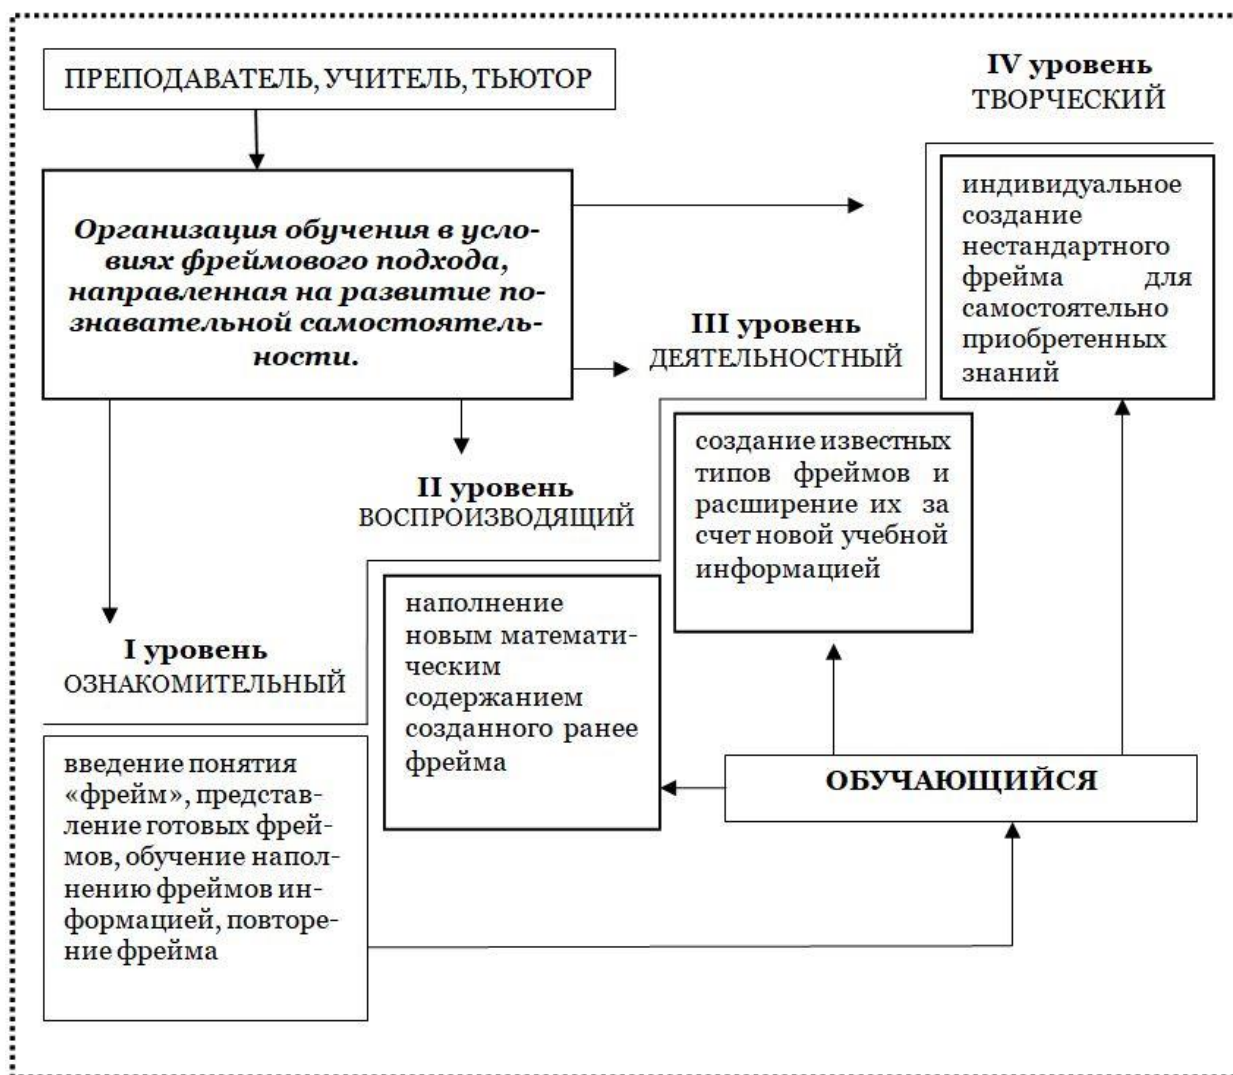 ПРЕПОДАВАТЕЛЬ, УЧИТЕЛЬ, ТЬЮТОР
Организация обучения в усло-
виях фреймового подхода,
направленная на развитие по-
знавательной самостоятель-
ности.
IV уровень
ТВОРЧЕСКИЙ
индивидуальное
создание
нестандартного
фрейма для
самостоятельно
приобретенных
знаний
III уровень
ДЕЯТЕЛЬНОСТНЫЙ
создание известных
типов фреймов и
расширение их за
счет новой учебной
информацией
II уровень
ВОСПРОИЗВОДЯЩИЙ
наполнение
новым математи-
ческим
содержанием
созданного ранее
фрейма
I уровень
ОЗНАКОМИТЕЛЬНЫЙ
введение понятия
«фрейм», представ-
ление готовых фрей-
мов, обучение напол-
нению фреймов ин-
формацией, повторе-
ние фрейма
ОБУЧАЮЩИЙСЯ